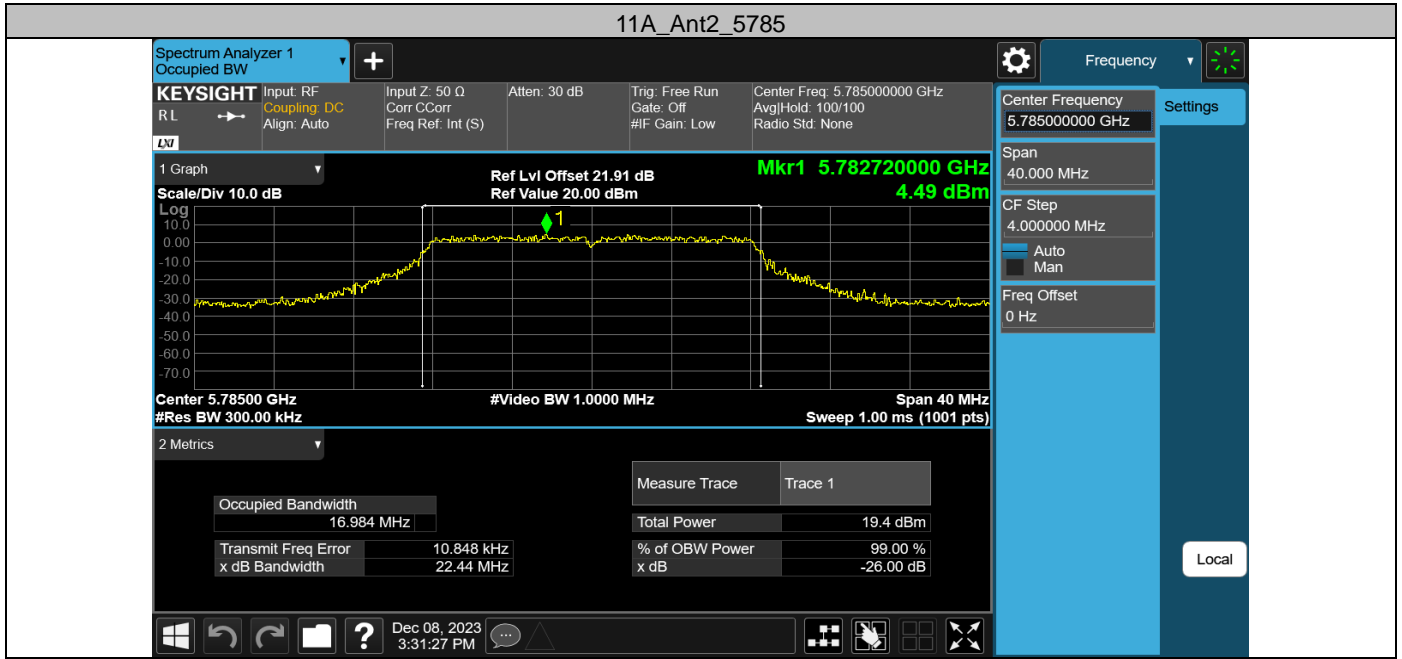 11A_Ant2_5785
Spectrum Analyzer 1
Occupied BW
Frequency
KEYSIGHT
R L
LXI
Input: RF
Coupling: DC
Align: Auto
Input Z: 50 Ω
Corr CCorr
Freq Ref: Int (S)
Atten: 30 dB
Trig: Free Run
Gate: Off
#IF Gain: Low
Center Freq: 5.785000000 GHz
Avg|Hold: 100/100
Radio Std: None
Center Frequency
5.785000000 GHz
Settings
Span
40.000 MHz
CF Step
4.000000 MHz
Auto
Man
Freq Offset
0 Hz
Local
1 Graph
Scale/Div 10.0 dB
Ref Lvl Offset 21.91 dB
Ref Value 20.00 dBm
Mkr1 5.782720000 GHz
4.49 dBm
Log
10.0
0.00
-10.0
-20.0
-30.0
-40.0
-50.0
-60.0
-70.0
1
Center 5.78500 GHz
#Res BW 300.00 kHz
#Video BW 1.0000 MHz
Span 40 MHz
Sweep 1.00 ms (1001 pts)
2 Metrics
Measure Trace Trace 1
Occupied Bandwidth
16.984 MHz
Total Power 19.4 dBm
Transmit Freq Error 10.848 kHz
% of OBW Power 99.00 %
x dB Bandwidth 22.44 MHz
x dB -26.00 dB
Dec 08, 2023
3:31:27 PM